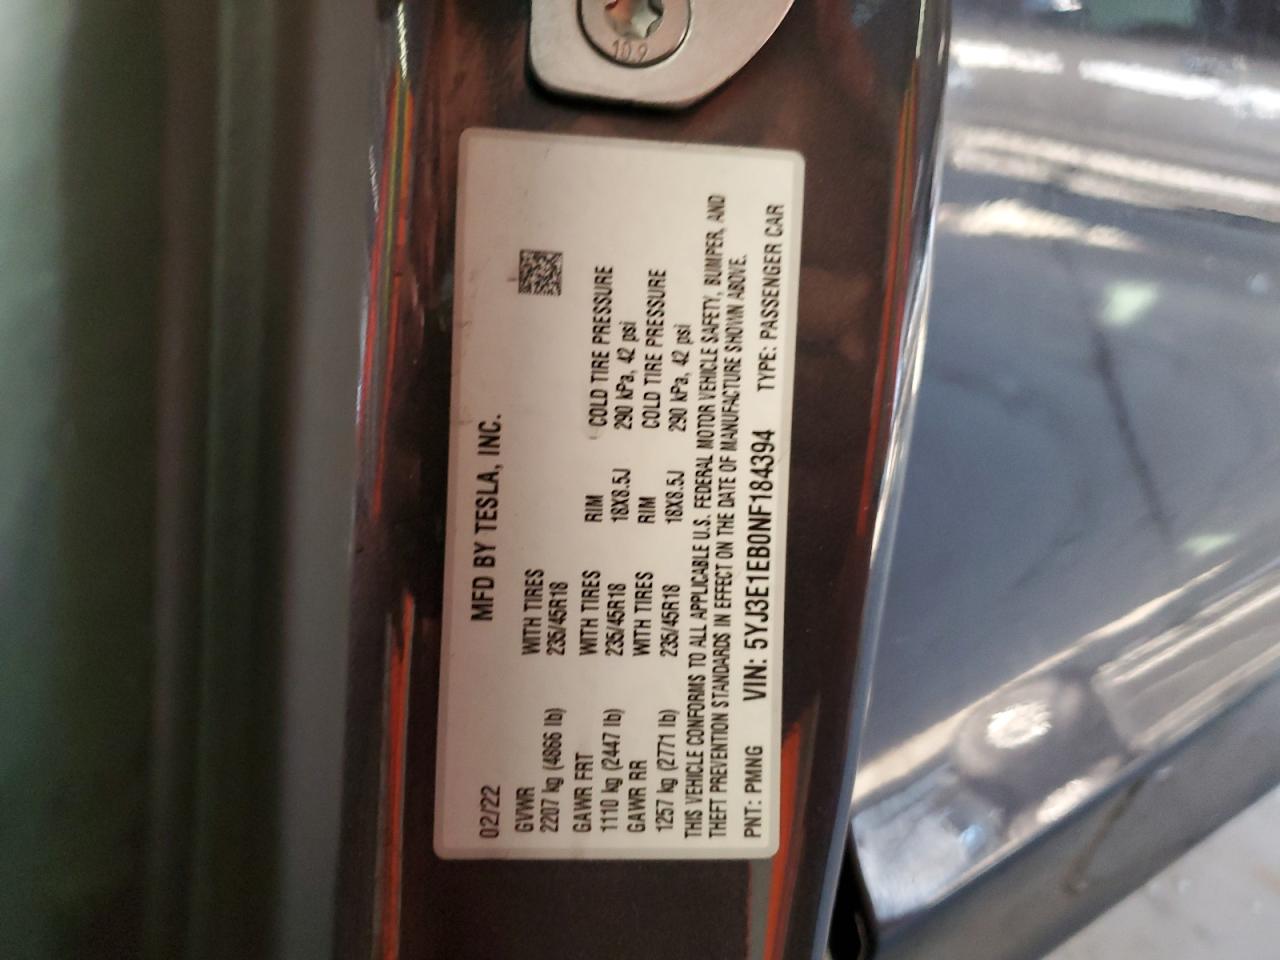 10.9
02/22 MFD BY TESLA, INC.
GVWR WITH TIRES
2207 kg (4866 lb) 235/45R18
GAWR FRT WITH TIRES RIM COLD TIRE PRESSURE
1110 kg (2447 lb) 235/45R18 18X8.5J 290 kPa, 42 psi
GAWR RR WITH TIRES RIM COLD TIRE PRESSURE
1257 kg (2771 lb) 235/45R18 18X8.5J 290 kPa, 42 psi
THIS VEHICLE CONFORMS TO ALL APPLICABLE U.S. FEDERAL MOTOR VEHICLE SAFETY, BUMPER, AND
THEFT PREVENTION STANDARDS IN EFFECT ON THE DATE OF MANUFACTURE SHOWN ABOVE.
PNT: PMNG VIN: 5YJ3E1EB0NF184394 TYPE: PASSENGER CAR